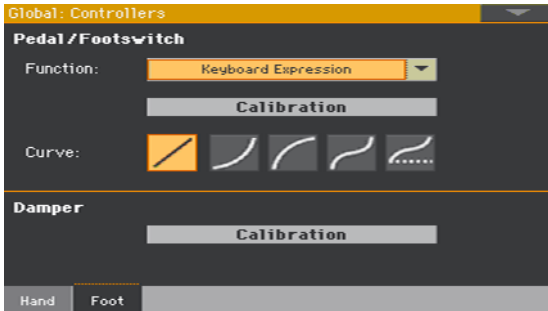 Global: Controllers
Pedal/Footswitch
Function: Keyboard Expression
Calibration
Curve:
Damper
Calibration
Hand Foot